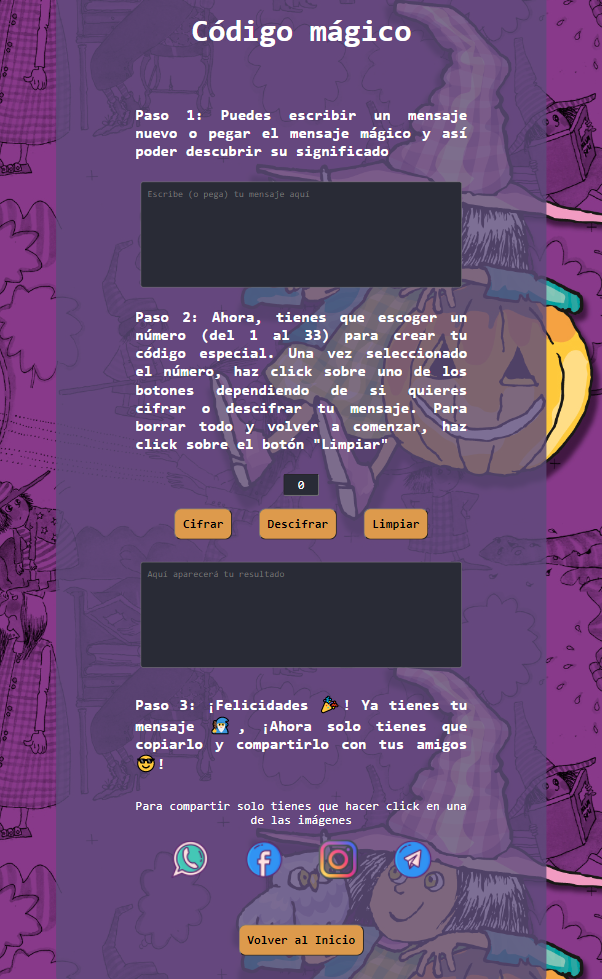 Código mágico
Paso 1: Puedes escribir un mensaje
nuevo o pegar el mensaje mágico y así
poder descubrir su significado
Escribe (o pega) tu mensaje aquí
Paso 2: Ahora, tienes que escoger un
número (del 1 al 33) para crear tu
código especial. Una vez seleccionado
el número, haz click sobre uno de los
botones dependiendo de si quieres
cifrar o descifrar tu mensaje. Para
borrar todo y volver a comenzar, haz
click sobre el botón "Limpiar"
0
Cifrar Descifrar Limpiar
Aquí aparecerá tu resultado
Paso 3: ¡Felicidades 🎉! Ya tienes tu
mensaje 🧙, ¡Ahora solo tienes que
copiarlo y compartirlo con tus amigos
😎!
Para compartir solo tienes que hacer click en una
de las imágenes
Volver al Inicio